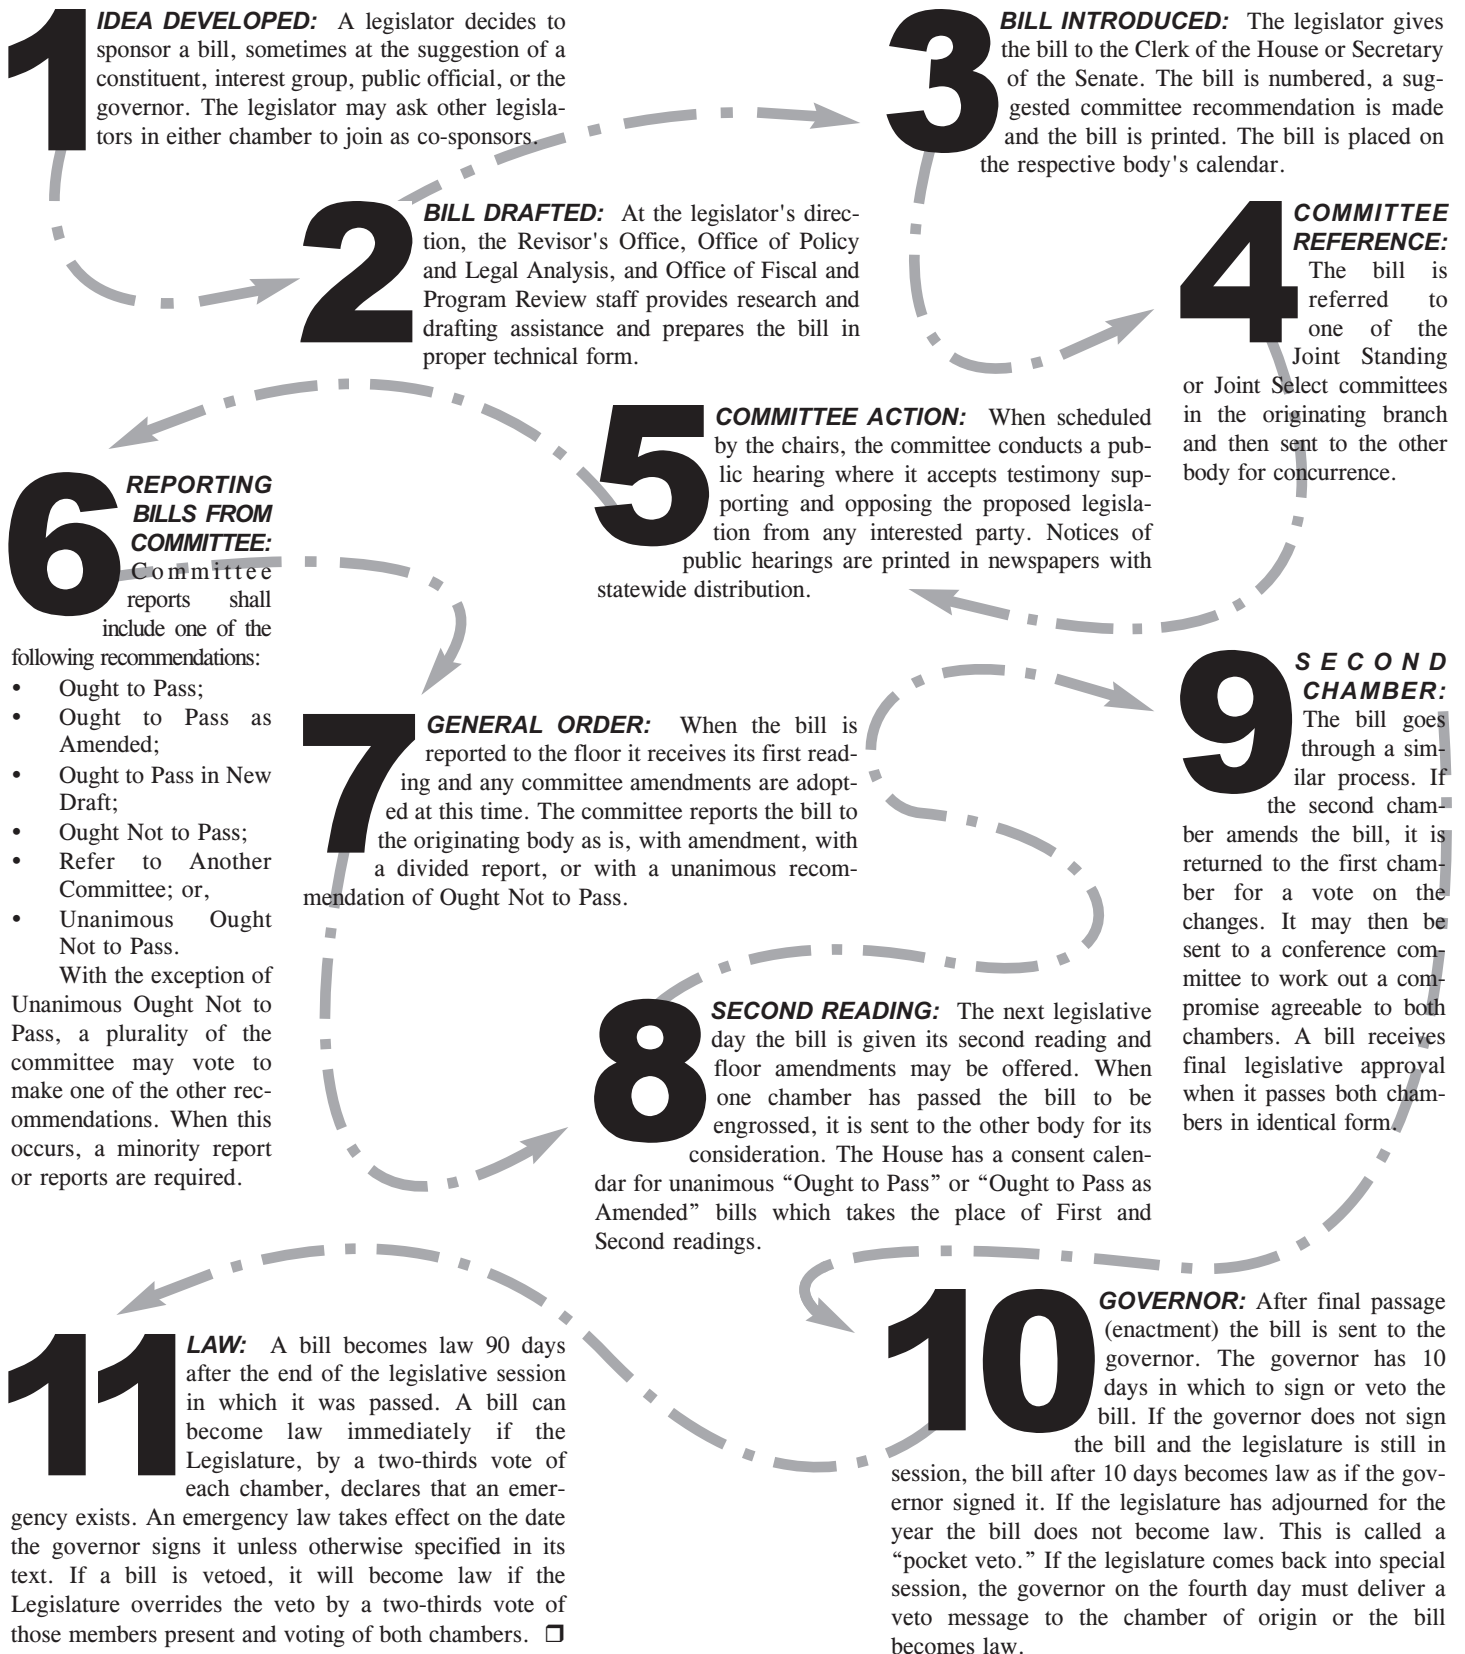 1
IDEA DEVELOPED: A legislator decides to
sponsor a bill, sometimes at the suggestion of a
constituent, interest group, public official, or the
governor. The legislator may ask other legisla-
tors in either chamber to join as co-sponsors.
2
BILL DRAFTED: At the legislator's direc-
tion, the Revisor's Office, Office of Policy
and Legal Analysis, and Office of Fiscal and
Program Review staff provides research and
drafting assistance and prepares the bill in
proper technical form.
3
BILL INTRODUCED: The legislator gives
the bill to the Clerk of the House or Secretary
of the Senate. The bill is numbered, a sug-
gested committee recommendation is made
and the bill is printed. The bill is placed on
the respective body's calendar.
4
COMMITTEE
REFERENCE:
The bill is
referred to
one of the
Joint Standing
or Joint Select committees
in the originating branch
and then sent to the other
body for concurrence.
5
COMMITTEE ACTION: When scheduled
by the chairs, the committee conducts a pub-
lic hearing where it accepts testimony sup-
porting and opposing the proposed legisla-
tion from any interested party. Notices of
public hearings are printed in newspapers with
statewide distribution.
6
REPORTING
BILLS FROM
COMMITTEE:
Committee
reports shall
include one of the
following recommendations:
• Ought to Pass;
• Ought to Pass as
Amended;
• Ought to Pass in New
Draft;
• Ought Not to Pass;
• Refer to Another
Committee; or,
• Unanimous Ought
Not to Pass.
With the exception of
Unanimous Ought Not to
Pass, a plurality of the
committee may vote to
make one of the other rec-
ommendations. When this
occurs, a minority report
or reports are required.
7
GENERAL ORDER: When the bill is
reported to the floor it receives its first read-
ing and any committee amendments are adopt-
ed at this time. The committee reports the bill to
the originating body as is, with amendment, with
a divided report, or with a unanimous recom-
mendation of Ought Not to Pass.
8
SECOND READING: The next legislative
day the bill is given its second reading and
floor amendments may be offered. When
one chamber has passed the bill to be
engrossed, it is sent to the other body for its
consideration. The House has a consent calen-
dar for unanimous “Ought to Pass” or “Ought to Pass as
Amended” bills which takes the place of First and
Second readings.
9
SECOND
CHAMBER:
The bill goes
through a sim-
ilar process. If
the second cham-
ber amends the bill, it is
returned to the first cham-
ber for a vote on the
changes. It may then be
sent to a conference com-
mittee to work out a com-
promise agreeable to both
chambers. A bill receives
final legislative approval
when it passes both cham-
bers in identical form.
10
GOVERNOR: After final passage
(enactment) the bill is sent to the
governor. The governor has 10
days in which to sign or veto the
bill. If the governor does not sign
the bill and the legislature is still in
session, the bill after 10 days becomes law as if the gov-
ernor signed it. If the legislature has adjourned for the
year the bill does not become law. This is called a
“pocket veto.” If the legislature comes back into special
session, the governor on the fourth day must deliver a
veto message to the chamber of origin or the bill
becomes law.
11
LAW: A bill becomes law 90 days
after the end of the legislative session
in which it was passed. A bill can
become law immediately if the
Legislature, by a two-thirds vote of
each chamber, declares that an emer-
gency exists. An emergency law takes effect on the date
the governor signs it unless otherwise specified in its
text. If a bill is vetoed, it will become law if the
Legislature overrides the veto by a two-thirds vote of
those members present and voting of both chambers. ❒